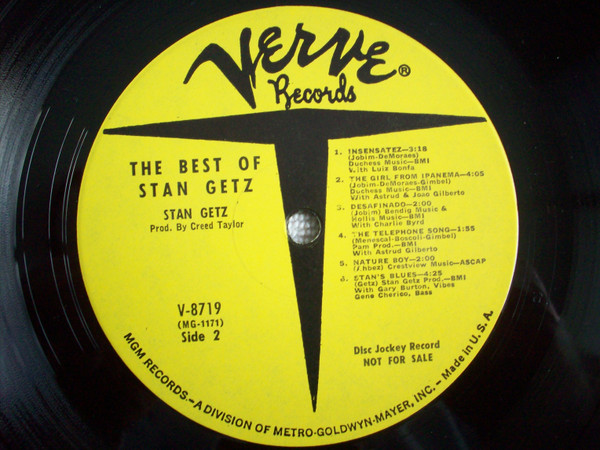 VERVE®
Records
THE BEST OF
STAN GETZ
STAN GETZ
Prod. By Creed Taylor
V-8719
(MG-1171)
Side 2
1. INSENSATEZ—3:18
(Jobim-DeMoraes)
Duchess Music—BMI
With Luiz Bonfa
2. THE GIRL FROM IPANEMA—4:05
(Jobim-DeMoraes-Gimbel)
Duchess Music—BMI
With Astrud & Joao Gilberto
3. DESAFINADO—2:00
(Jobim) Bendig Music &
Hollis Music—BMI
With Charlie Byrd
4. THE TELEPHONE SONG—1:55
(Menescal-Boscoli-Gimbel)
Pam Prod.—BMI
With Astrud Gilberto
5. NATURE BOY—2:00
Crestview Music—ASCAP
6. STAN'S BLUES—4:25
(Getz) Stan Getz Prod.—BMI
With Gary Burton, Vibes
Gene Cherico, Bass
Disc Jockey Record
NOT FOR SALE
MGM RECORDS.—A DIVISION OF METRO-GOLDWYN-MAYER, INC. — Made in U. S. A.